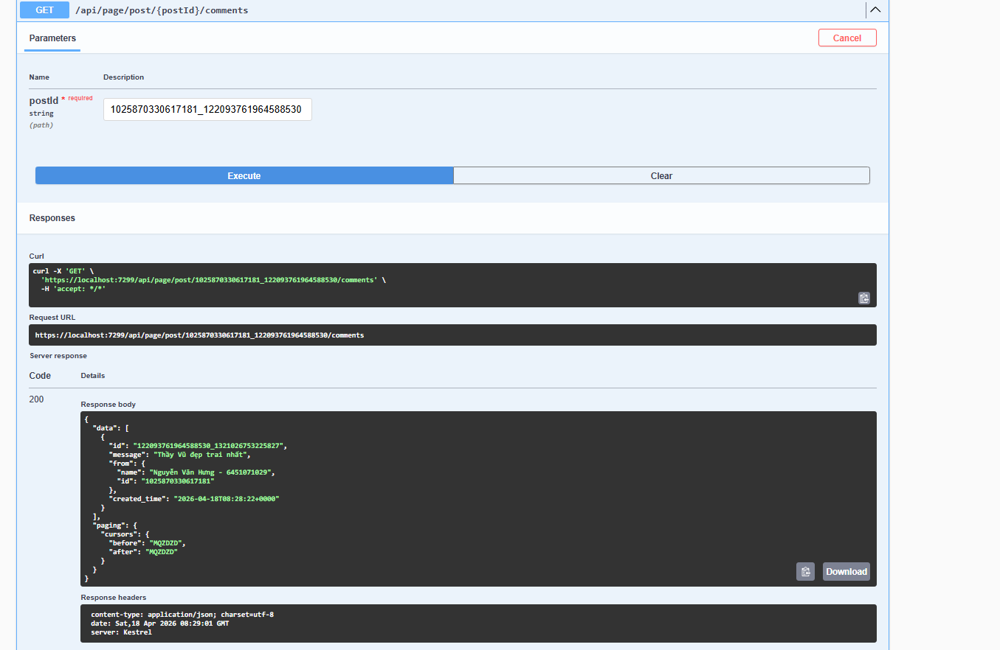 GET /api/page/post/{postId}/comments
Parameters
Cancel
Name Description
postId * required
string
(path)
1025870330617181_122093761964588530
Execute Clear
Responses
Curl
curl -X 'GET' \
  'https://localhost:7299/api/page/post/1025870330617181_122093761964588530/comments' \
  -H 'accept: */*'
Request URL
https://localhost:7299/api/page/post/1025870330617181_122093761964588530/comments
Server response
Code Details
200
Response body
{
  "data": [
    {
      "id": "122093761964588530_1321026753225827",
      "message": "Thầy Vũ đẹp trai nhất",
      "from": {
        "name": "Nguyễn Văn Hưng - 6451071029",
        "id": "1025870330617181"
      },
      "created_time": "2026-04-18T08:28:22+0000"
    }
  ],
  "paging": {
    "cursors": {
      "before": "MQZDZD",
      "after": "MQZDZD"
    }
  }
}
Download
Response headers
content-type: application/json; charset=utf-8
date: Sat,18 Apr 2026 08:29:01 GMT
server: Kestrel